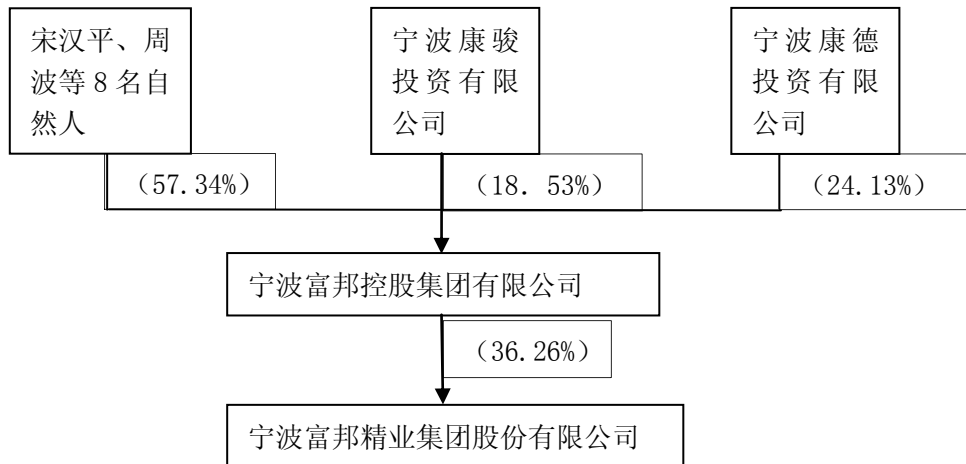 宋汉平、周
波等 8 名自
然人
宁波康骏
投资有限
公司
宁波康德
投资有限
公司
（57.34%）
（18. 53%）
（24.13%）
宁波富邦控股集团有限公司
（36.26%）
宁波富邦精业集团股份有限公司